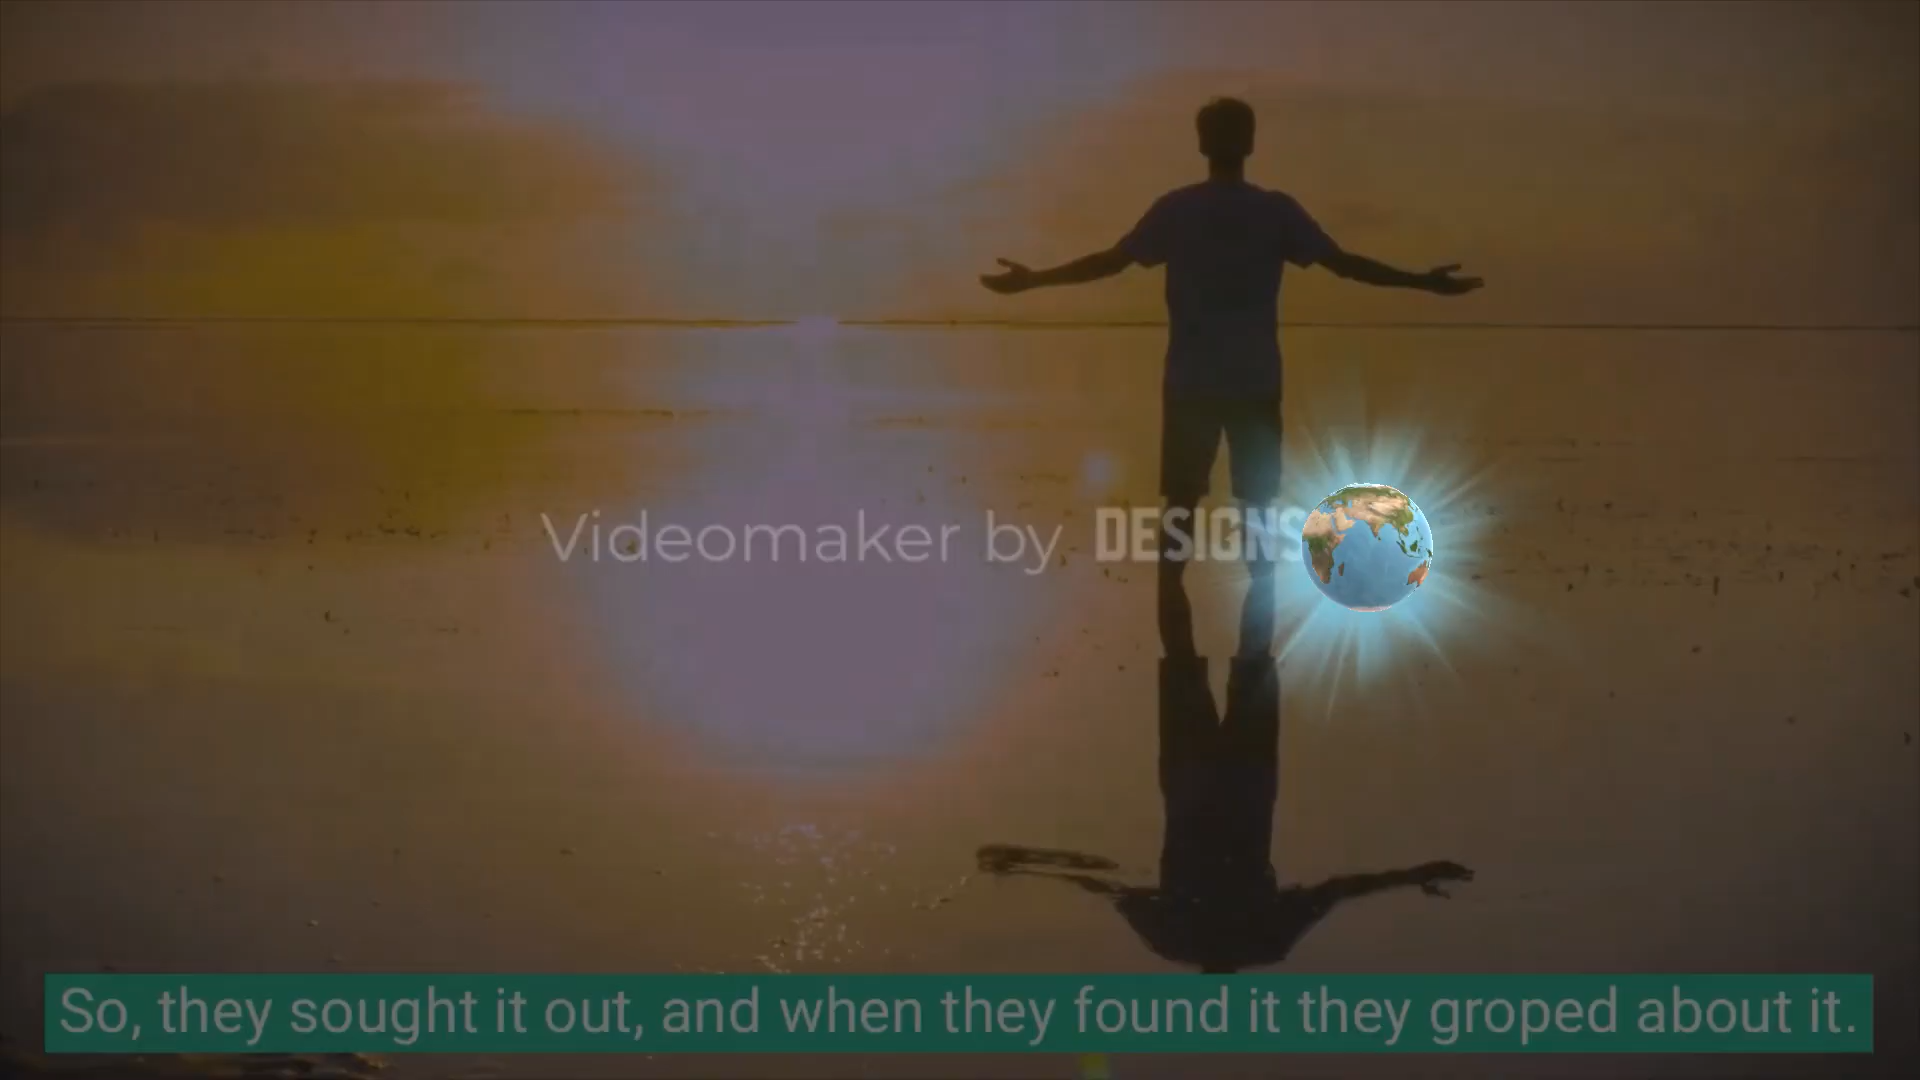 Videomaker by DESIGNS
So, they sought it out, and when they found it they groped about it.